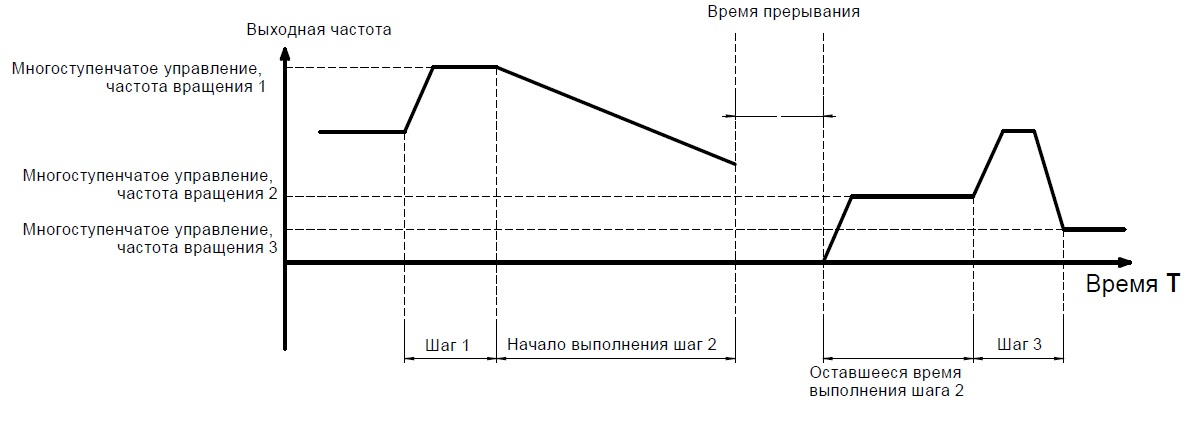 Время прерывания
Выходная частота
Многоступенчатое управление,
частота вращения 1
Многоступенчатое управление,
частота вращения 2
Многоступенчатое управление,
частота вращения 3
Время T
Шаг 1
Начало выполнения шаг 2
Шаг 3
Оставшееся время
выполнения шага 2